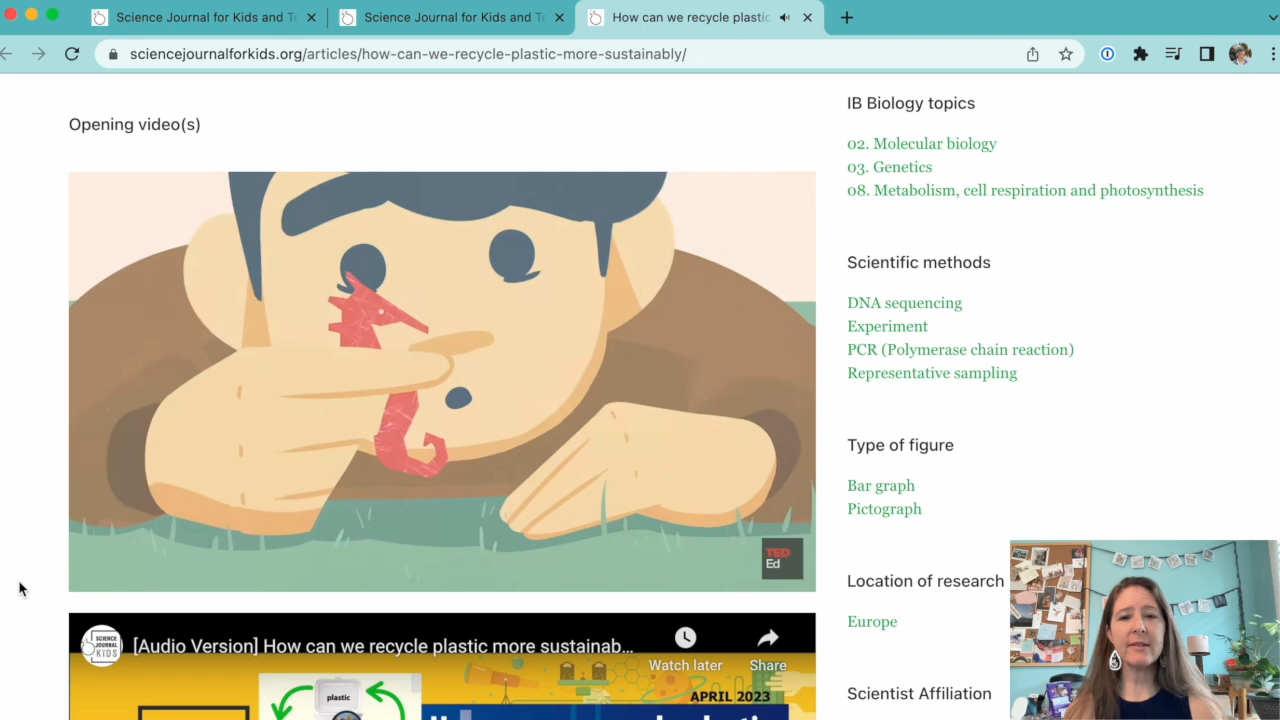 Science Journal for Kids and Te
Science Journal for Kids and
How can we recycle plastic
sciencejournalforkids.org/articles/how-can-we-recycle-plastic-more-sustainably/
Opening video(s)
TED
Ed
SCIENCE
JOURNAL
KIDS
[Audio Version] How can we recycle plastic more sustainab...
Watch later
Share
plastic
APRIL 2023
IB Biology topics
02. Molecular biology
03. Genetics
08. Metabolism, cell respiration and photosynthesis
Scientific methods
DNA sequencing
Experiment
PCR (Polymerase chain reaction)
Representative sampling
Type of figure
Bar graph
Pictograph
Location of research
Europe
Scientist Affiliation